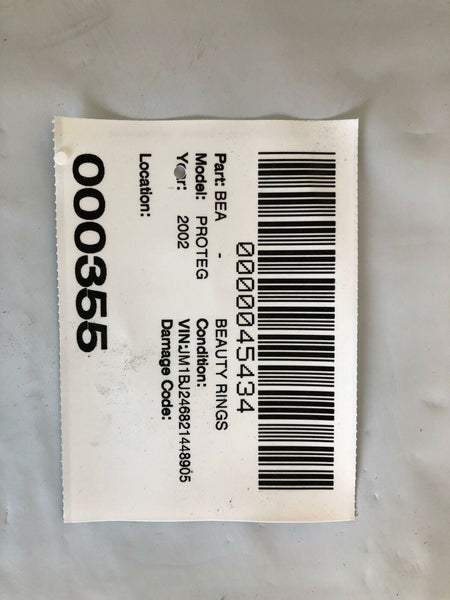 0000045434
Part: BEA - BEAUTY RINGS
Model: PROTEG Condition:
Year: 2002 VIN:JM1BJ246821448905
Damage Code:
Location:
000355